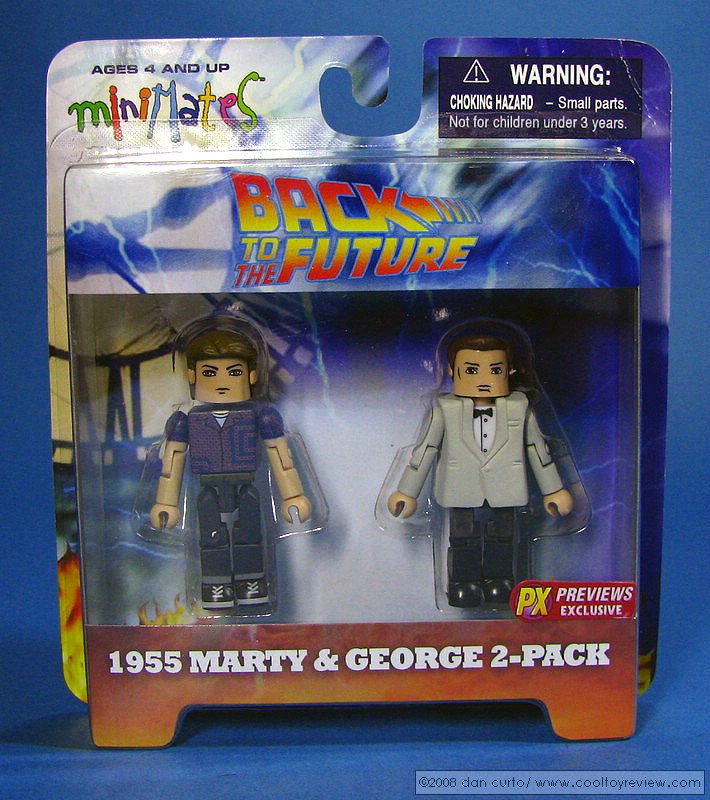 AGES 4 AND UP
miniMates
WARNING:
CHOKING HAZARD – Small parts.
Not for children under 3 years.
BACK
TO
THE FUTURE
PX PREVIEWS
EXCLUSIVE
1955 MARTY & GEORGE 2-PACK
©2008 dan curto/ www.cooltoyreview.com